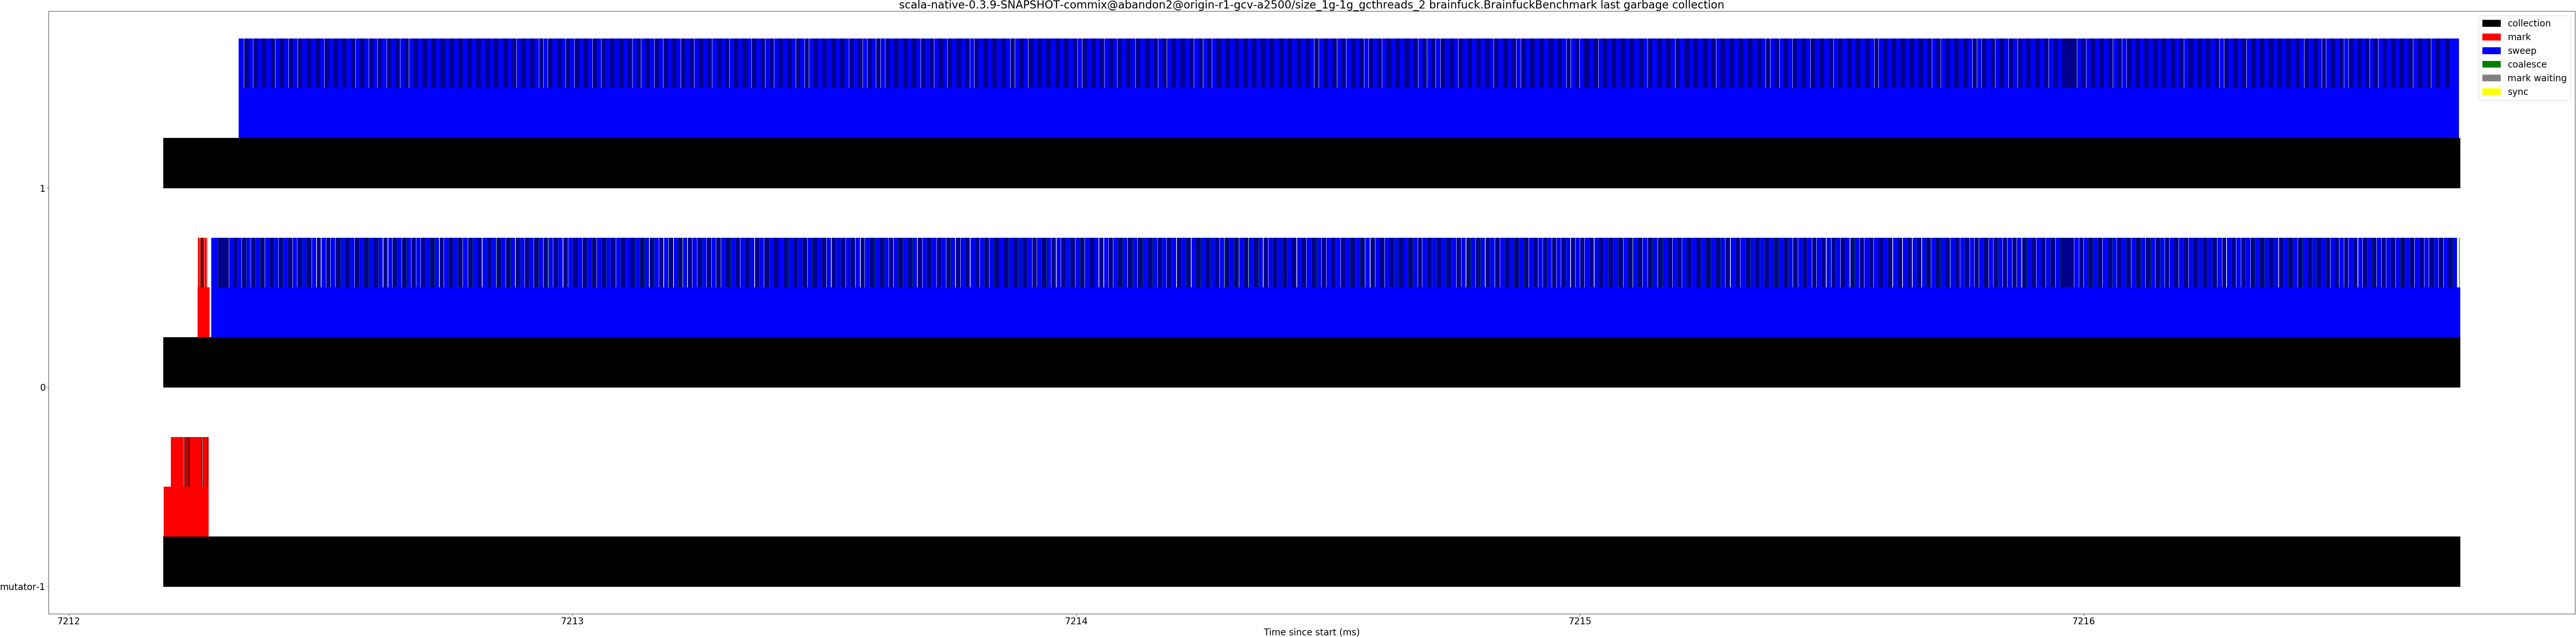 scala-native-0.3.9-SNAPSHOT-commix@abandon2@origin-r1-gcv-a2500/size_1g-1g_gcthreads_2 brainfuck.BrainfuckBenchmark last garbage collection
collection
mark
sweep
coalesce
mark waiting
sync
1
0
mutator-1
7212
7213
7214
7215
7216
Time since start (ms)